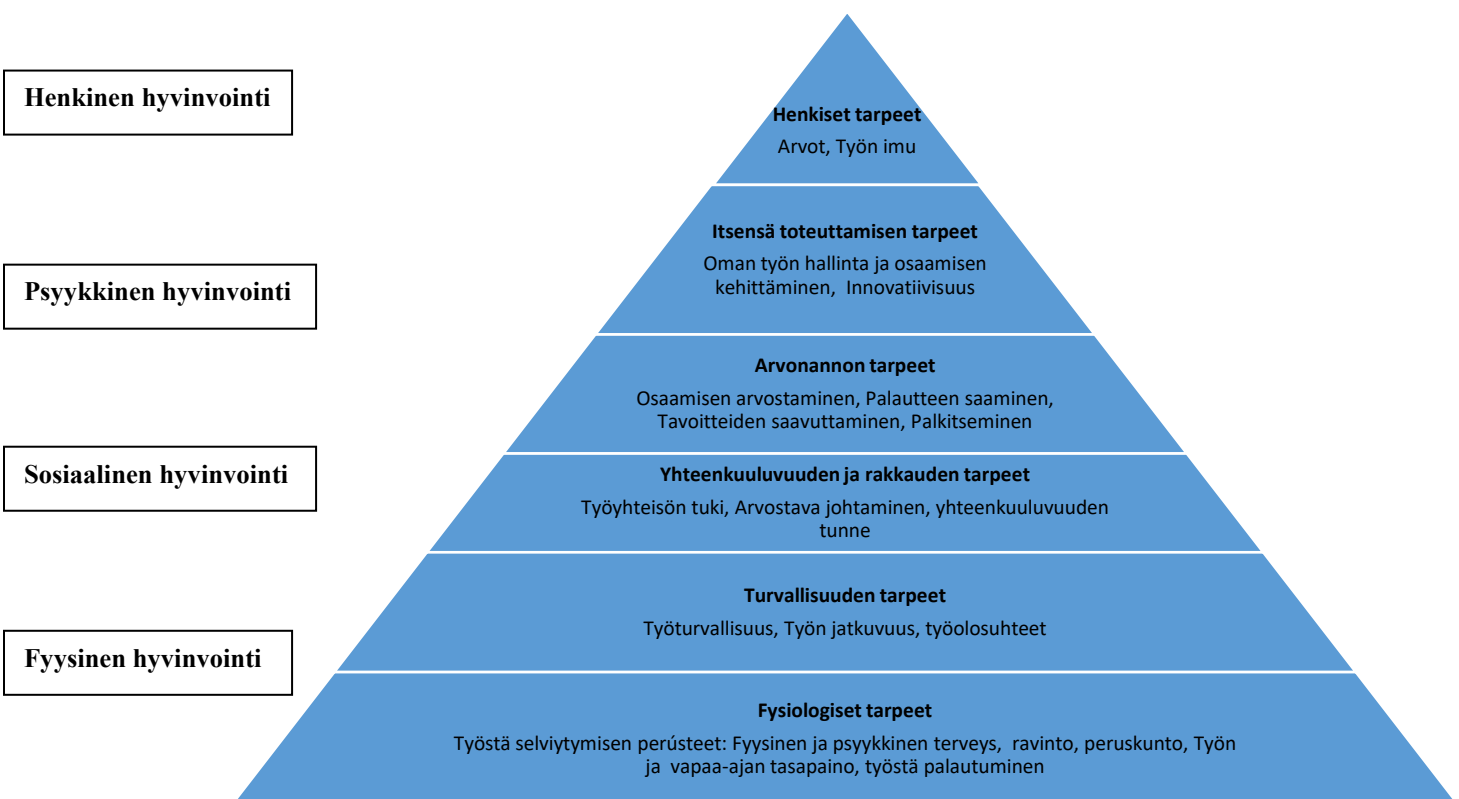 Henkinen hyvinvointi
Henkiset tarpeet
Arvot, Työn imu
Psyykkinen hyvinvointi
Itsensä toteuttamisen tarpeet
Oman työn hallinta ja osaamisen
kehittäminen, Innovatiivisuus
Arvonannon tarpeet
Osaamisen arvostaminen, Palautteen saaminen,
Tavoitteiden saavuttaminen, Palkitseminen
Sosiaalinen hyvinvointi
Yhteenkuuluvuuden ja rakkauden tarpeet
Työyhteisön tuki, Arvostava johtaminen, yhteenkuuluvuuden
tunne
Fyysinen hyvinvointi
Turvallisuuden tarpeet
Työturvallisuus, Työn jatkuvuus, työolosuhteet
Fysiologiset tarpeet
Työstä selviytymisen perústeet: Fyysinen ja psyykkinen terveys, ravinto, peruskunto, Työn
ja vapaa-ajan tasapaino, työstä palautuminen